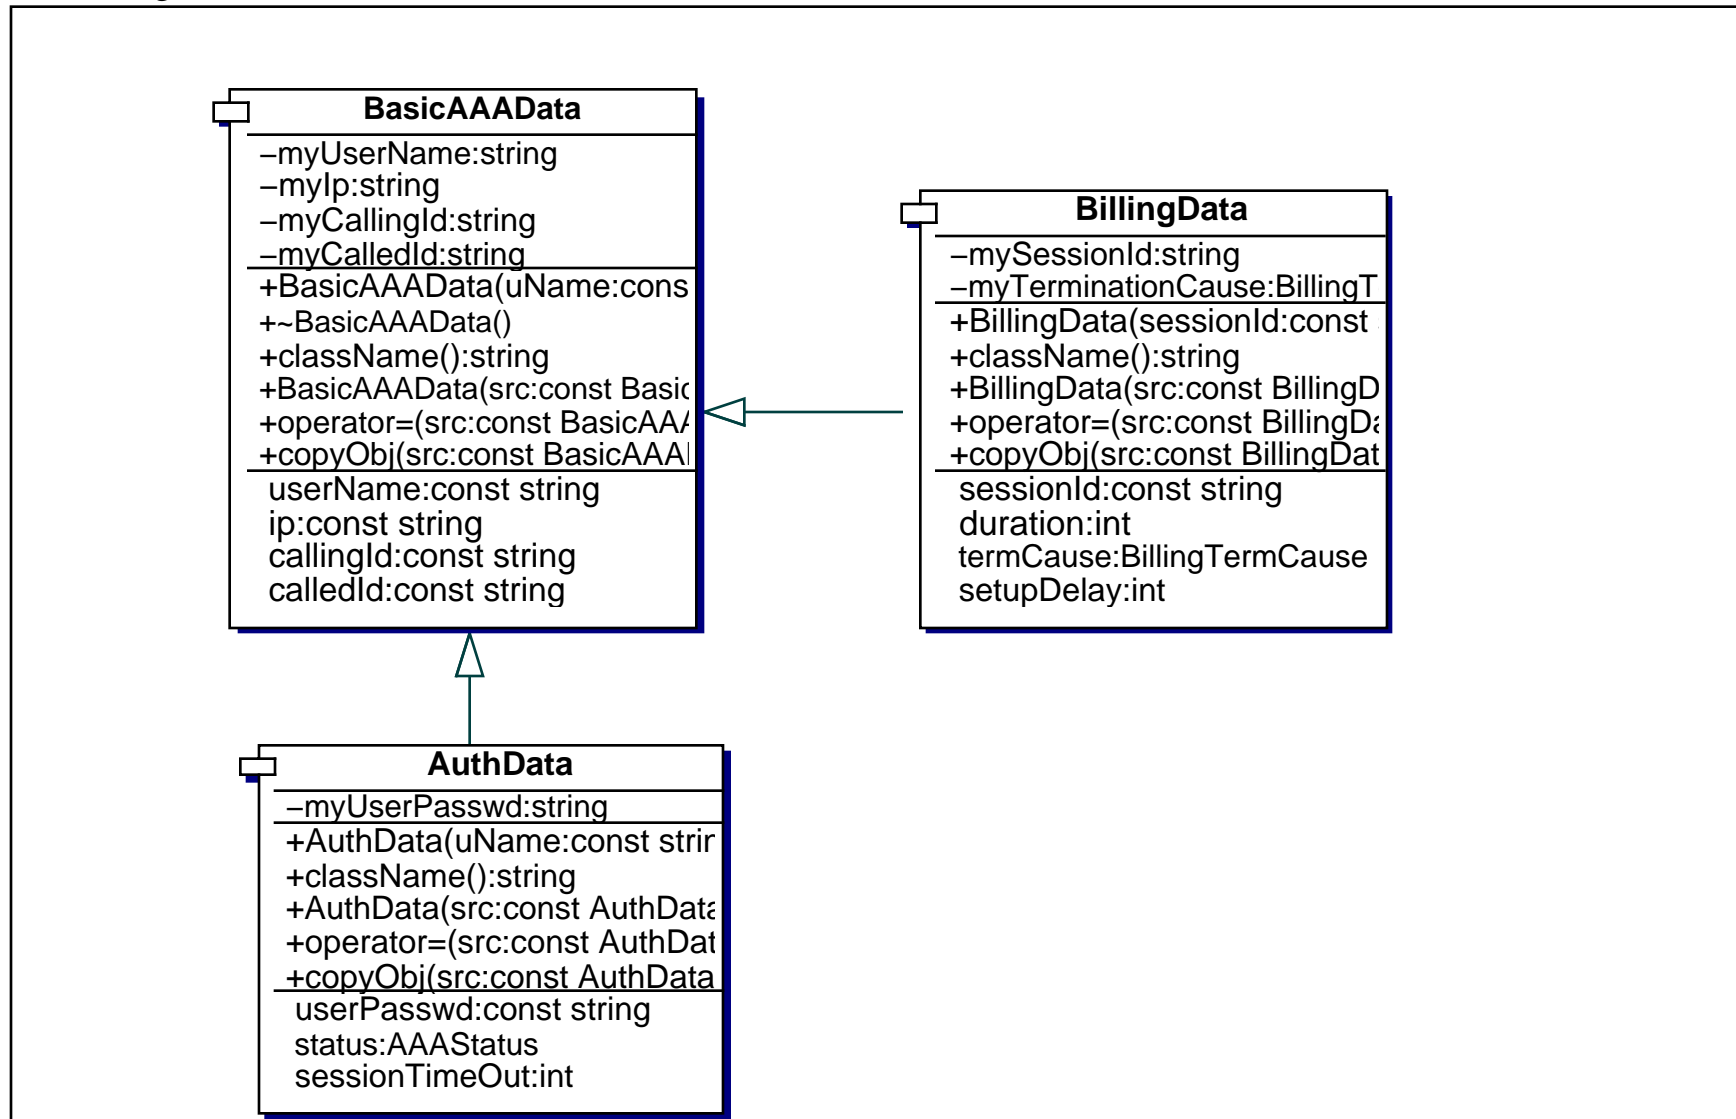 BasicAAAData
–myUserName:string
–myIp:string
–myCallingId:string
–myCalledId:string
+BasicAAAData(uName:cons
+~BasicAAAData()
+className():string
+BasicAAAData(src:const Basic
+operator=(src:const BasicAAA
+copyObj(src:const BasicAAA
userName:const string
ip:const string
callingId:const string
calledId:const string
BillingData
–mySessionId:string
–myTerminationCause:BillingT
+BillingData(sessionId:const
+className():string
+BillingData(src:const BillingD
+operator=(src:const BillingDa
+copyObj(src:const BillingDat
sessionId:const string
duration:int
termCause:BillingTermCause
setupDelay:int
AuthData
–myUserPasswd:string
+AuthData(uName:const strin
+className():string
+AuthData(src:const AuthData
+operator=(src:const AuthDat
+copyObj(src:const AuthData
userPasswd:const string
status:AAAStatus
sessionTimeOut:int